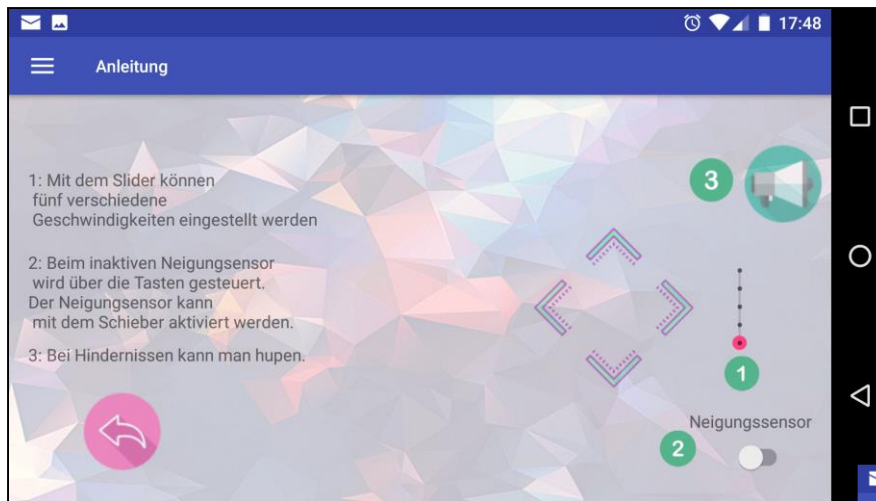 17:48
Anleitung
1: Mit dem Slider können
fünf verschiedene
Geschwindigkeiten eingestellt werden
2: Beim inaktiven Neigungsensor
wird über die Tasten gesteuert.
Der Neigungsensor kann
mit dem Schieber aktiviert werden.
3: Bei Hindernissen kann man hupen.
3
1
Neigungssensor
2